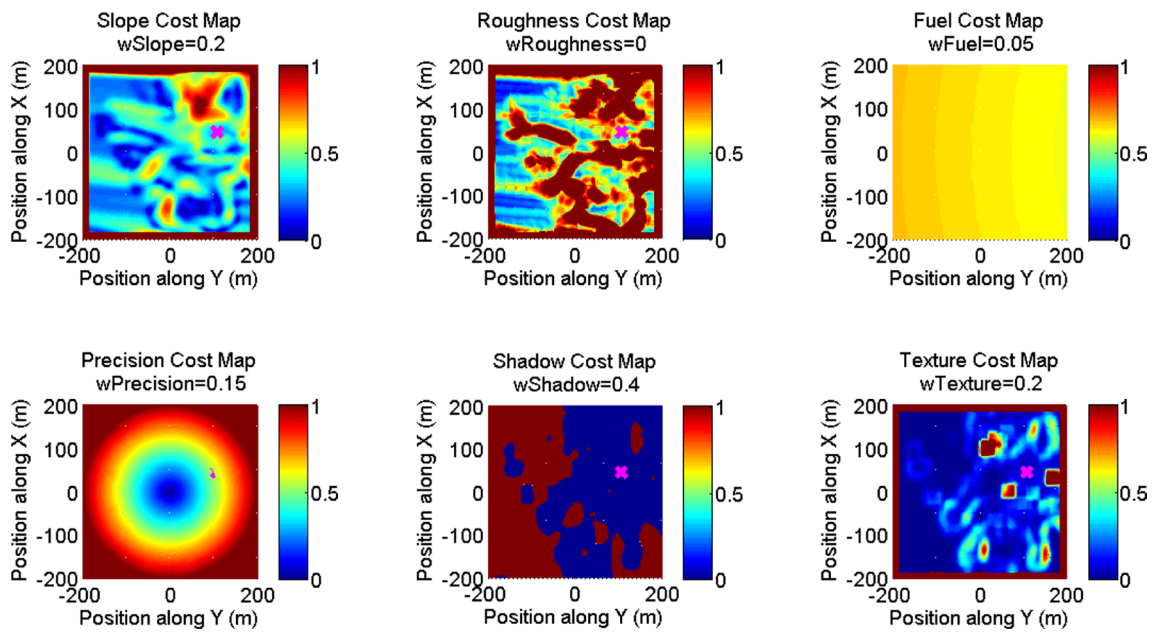 Slope Cost Map
wSlope=0.2
Position along X (m)
200
100
0
-100
-200
-200
0
200
Position along Y (m)
1
0.5
0
Roughness Cost Map
wRoughness=0
Position along X (m)
200
100
0
-100
-200
-200
0
200
Position along Y (m)
1
0.5
0
Fuel Cost Map
wFuel=0.05
Position along X (m)
200
100
0
-100
-200
-200
0
200
Position along Y (m)
1
0.5
0
Precision Cost Map
wPrecision=0.15
Position along X (m)
200
100
0
-100
-200
-200
0
200
Position along Y (m)
1
0.5
0
Shadow Cost Map
wShadow=0.4
Position along X (m)
200
100
0
-100
-200
-200
0
200
Position along Y (m)
1
0.5
0
Texture Cost Map
wTexture=0.2
Position along X (m)
200
100
0
-100
-200
-200
0
200
Position along Y (m)
1
0.5
0